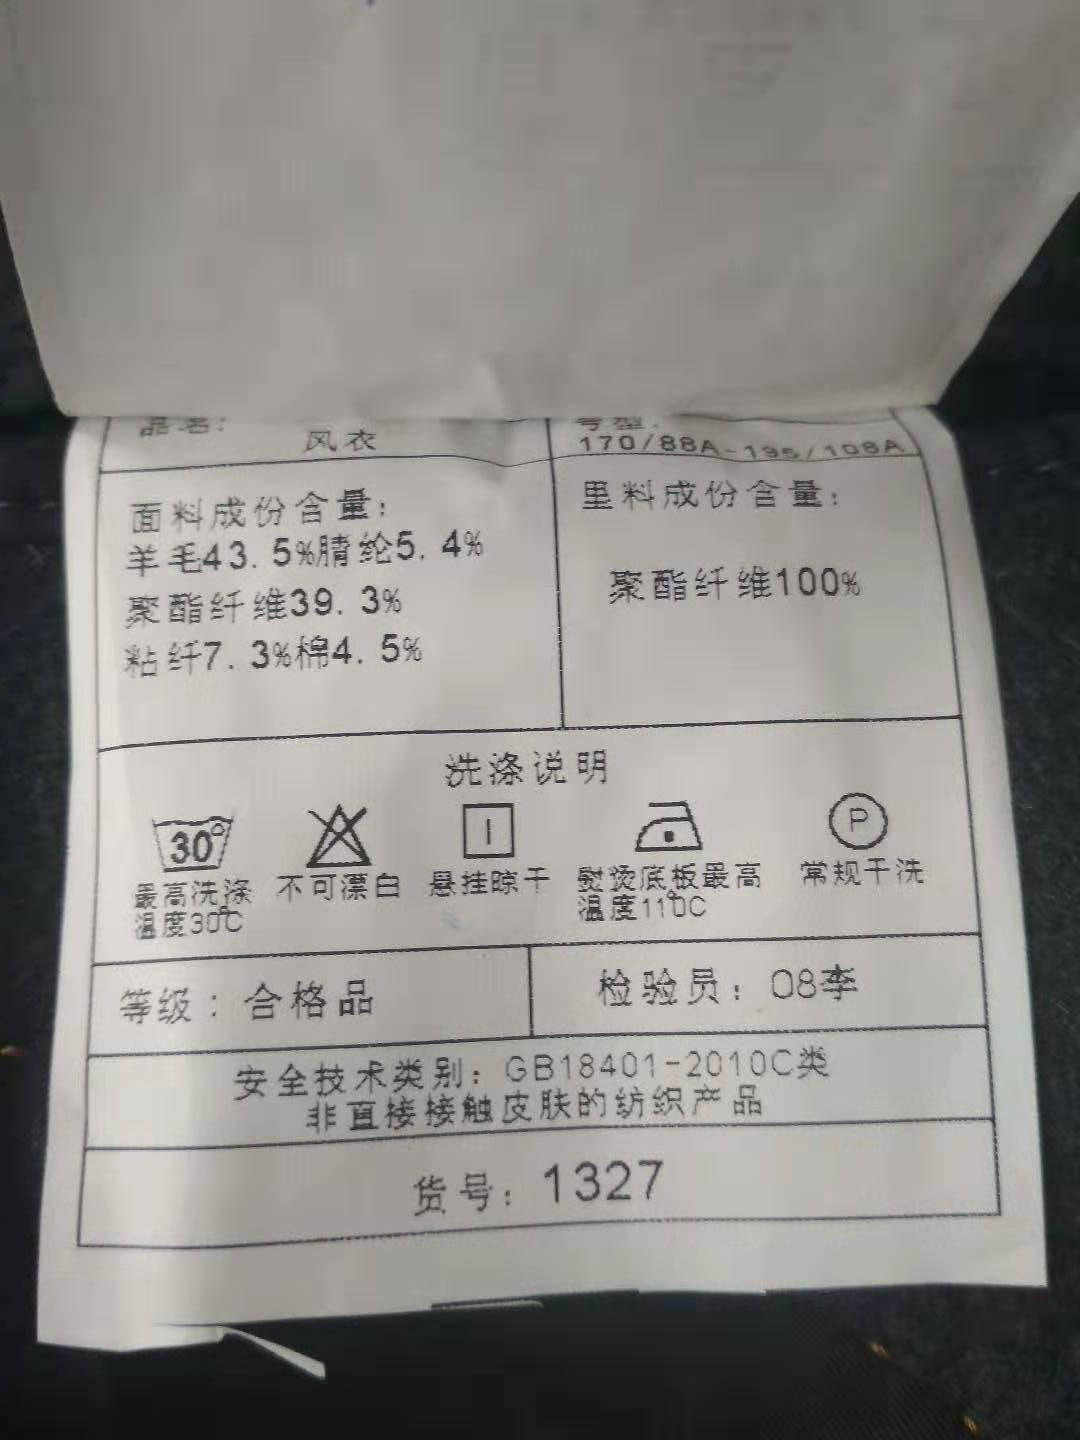 品名:
风衣
号型:
170/88A-195/108A
面料成份含量:
羊毛43.5%腈纶5.4%
聚酯纤维39.3%
粘纤7.3%棉4.5%
里料成份含量:
聚酯纤维100%
洗涤说明
30°
最高洗涤
温度30℃
不可漂白
悬挂晾干
熨烫底板最高
温度110℃
P
常规干洗
等级:合格品
检验员:08李
安全技术类别:GB18401-2010C类
非直接接触皮肤的纺织产品
货号:1327